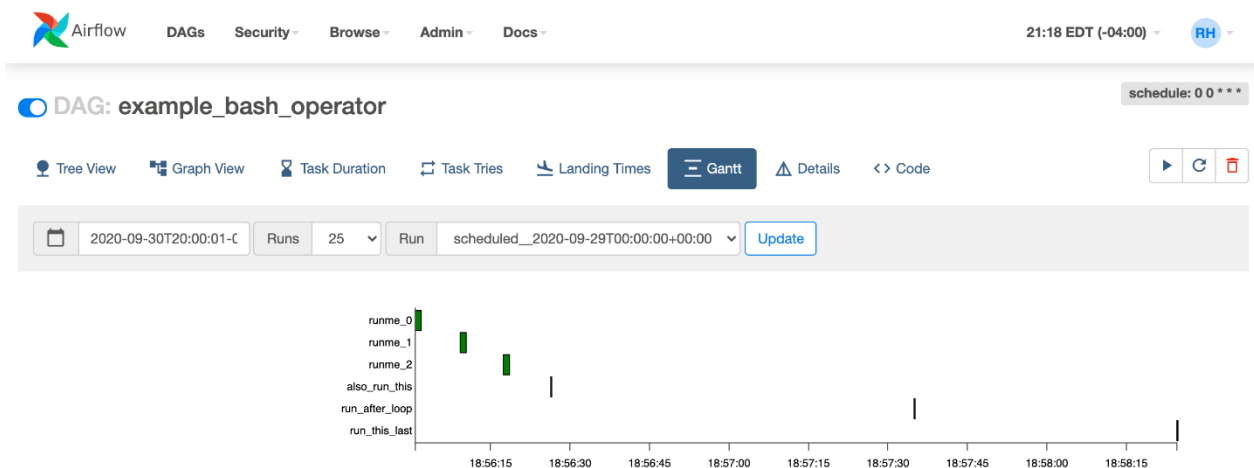 Airflow DAGs Security Browse Admin Docs 21:18 EDT (-04:00) RH
schedule: 0 0 * * *
DAG: example_bash_operator
Tree View Graph View Task Duration Task Tries Landing Times Gantt Details <> Code
2020-09-30T20:00:01-0 Runs 25 Run scheduled__2020-09-29T00:00:00+00:00 Update
runme_0
runme_1
runme_2
also_run_this
run_after_loop
run_this_last
18:56:15 18:56:30 18:56:45 18:57:00 18:57:15 18:57:30 18:57:45 18:58:00 18:58:15